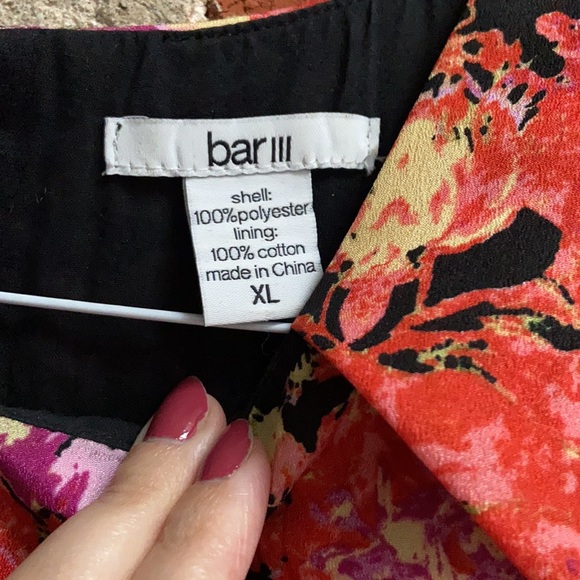 bar III
shell:
100%polyester
lining:
100% cotton
made in China
XL